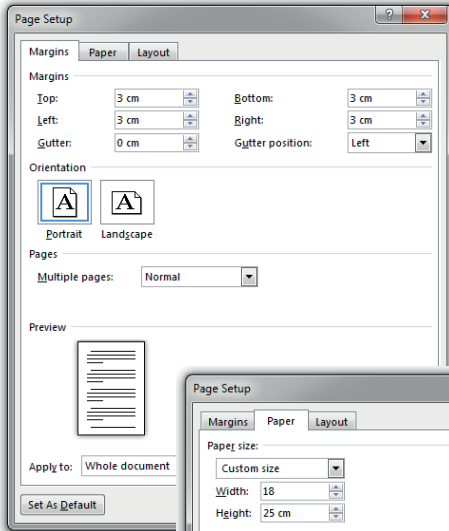 Page Setup
Margins Paper Layout
Margins
Top: 3 cm Bottom: 3 cm
Left: 3 cm Right: 3 cm
Gutter: 0 cm Gutter position: Left
Orientation
A A
Portrait Landscape
Pages
Multiple pages: Normal
Preview
Apply to: Whole document
Set As Default
Page Setup
Margins Paper Layout
Paper size:
Custom size
Width: 18
Height: 25 cm